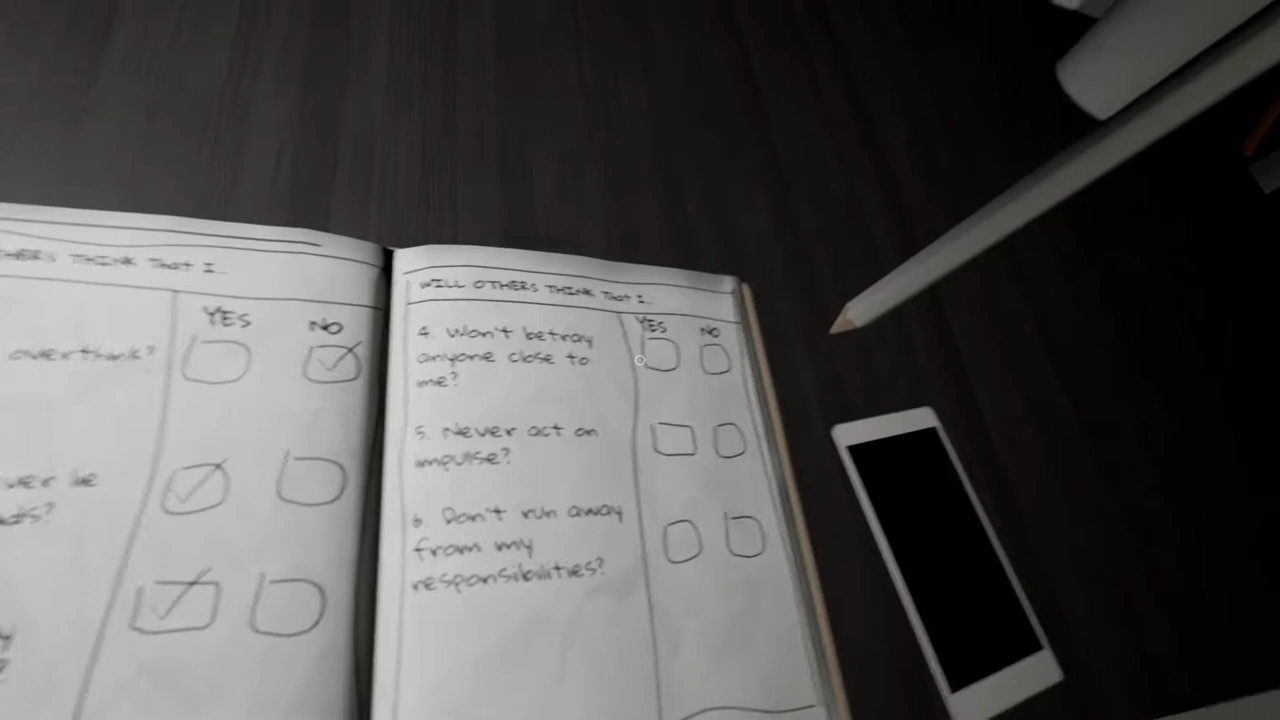 THINK That I...
YES NO
overthink?
WILL OTHERS THINK That I...
YES NO
4. Won't betray
anyone close to
me?
5. Never act on
impulse?
6. Don't run away
from my
responsibilities?